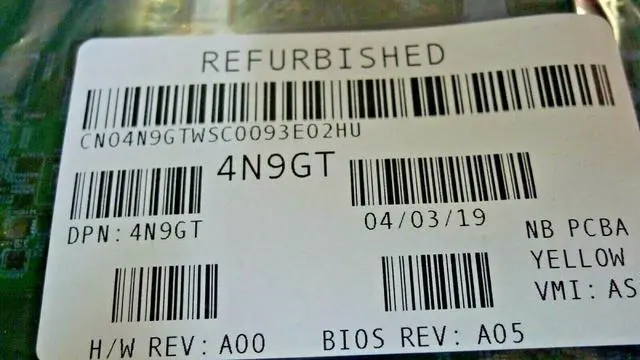 REFURBISHED
CN04N9GTWSC0093E02HU
4N9GT
DPN: 4N9GT
04/03/19
NB PCBA
YELLOW
VMI: AS
H/W REV: A00
BIOS REV: A05